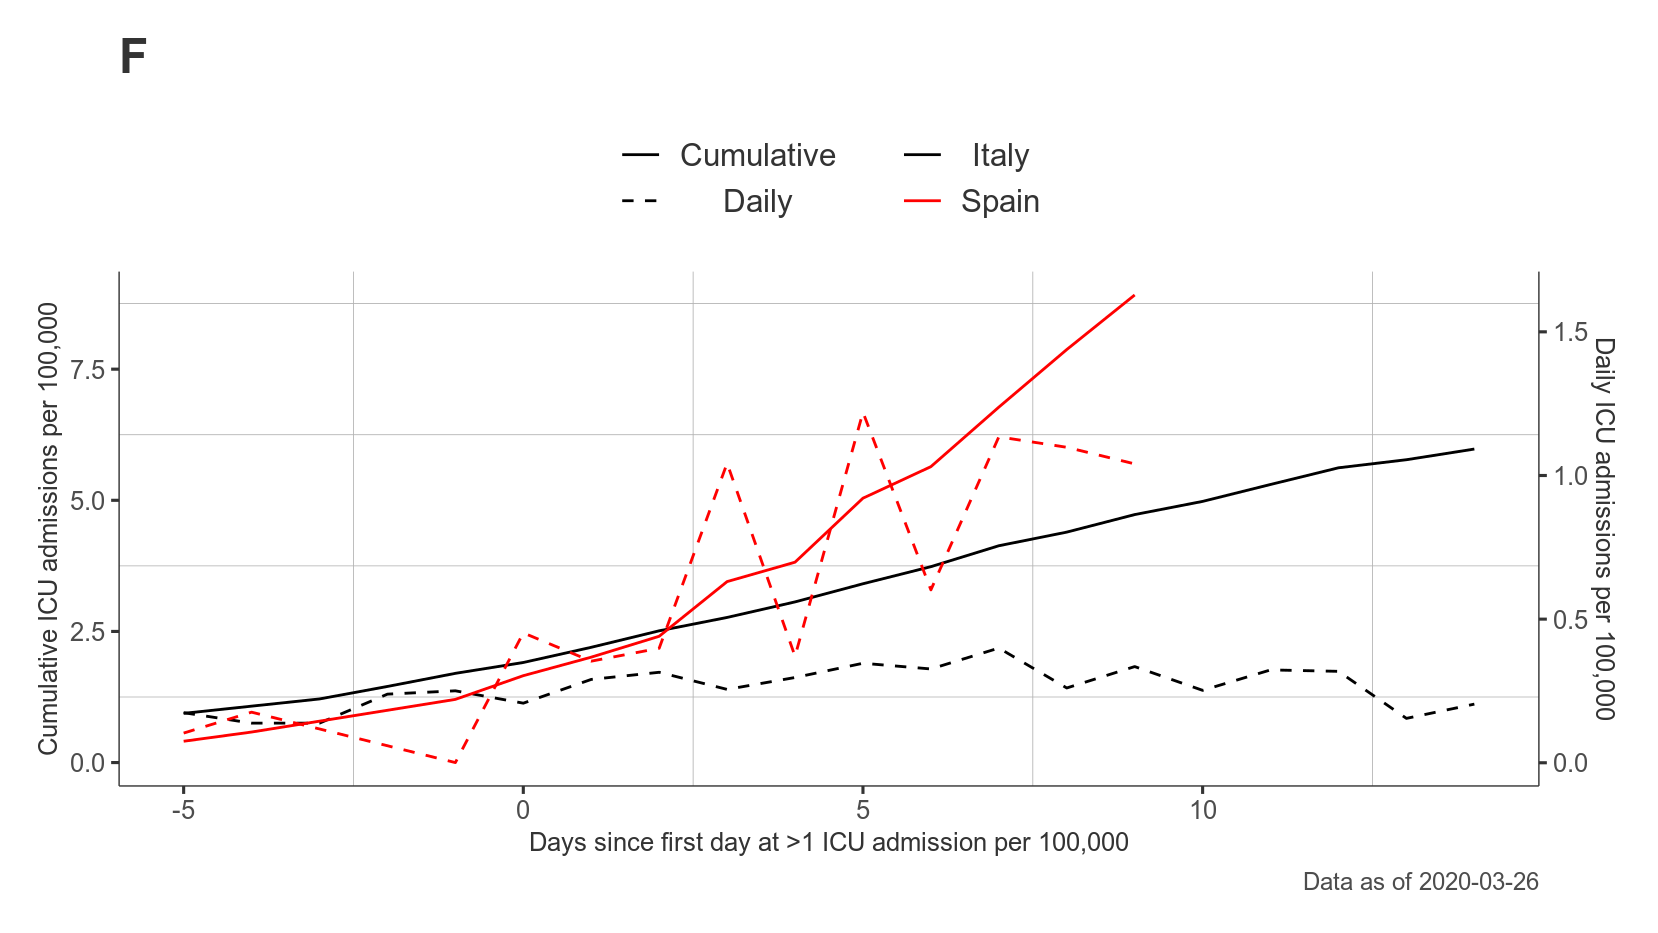 F
Cumulative
Italy
Daily
Spain
Cumulative ICU admissions per 100,000
7.5
5.0
2.5
0.0
1.5
1.0
0.5
0.0
Daily ICU admissions per 100,000
-5
0
5
10
Days since first day at >1 ICU admission per 100,000
Data as of 2020-03-26